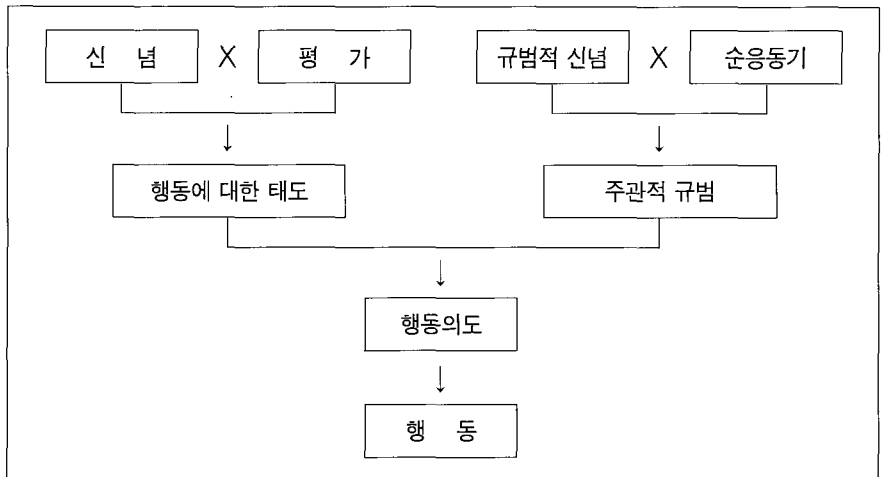 신 념 X 평 가 규범적 신념 X 순응동기
↓ ↓
행동에 대한 태도 주관적 규범
↓
행동의도
↓
행 동